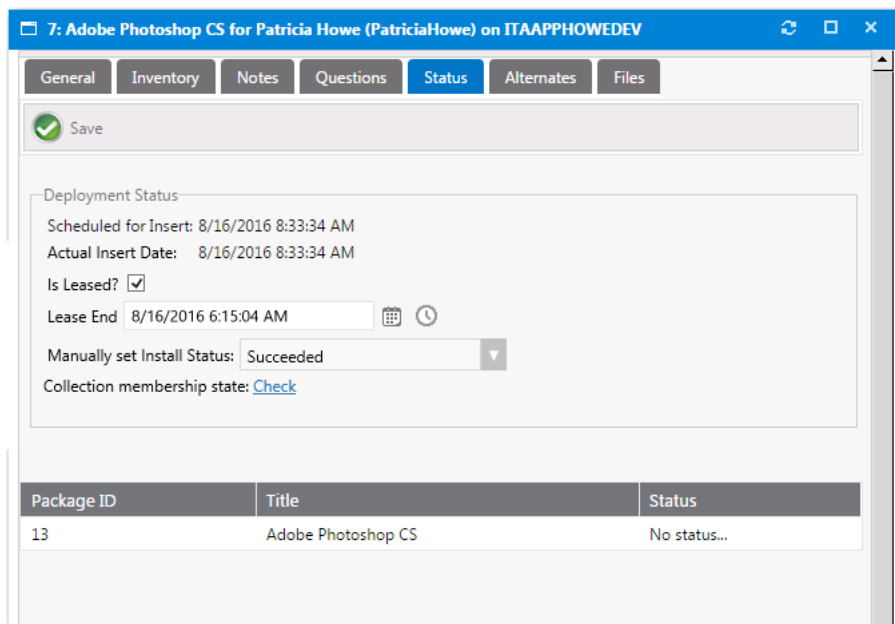 7: Adobe Photoshop CS for Patricia Howe (PatriciaHowe) on ITAAPPHOWEDEV
General Inventory Notes Questions Status Alternates Files
Save
Deployment Status
Scheduled for Insert: 8/16/2016 8:33:34 AM
Actual Insert Date: 8/16/2016 8:33:34 AM
Is Leased?
Lease End 8/16/2016 6:15:04 AM
Manually set Install Status: Succeeded
Collection membership state: Check
Package ID Title Status
13 Adobe Photoshop CS No status...